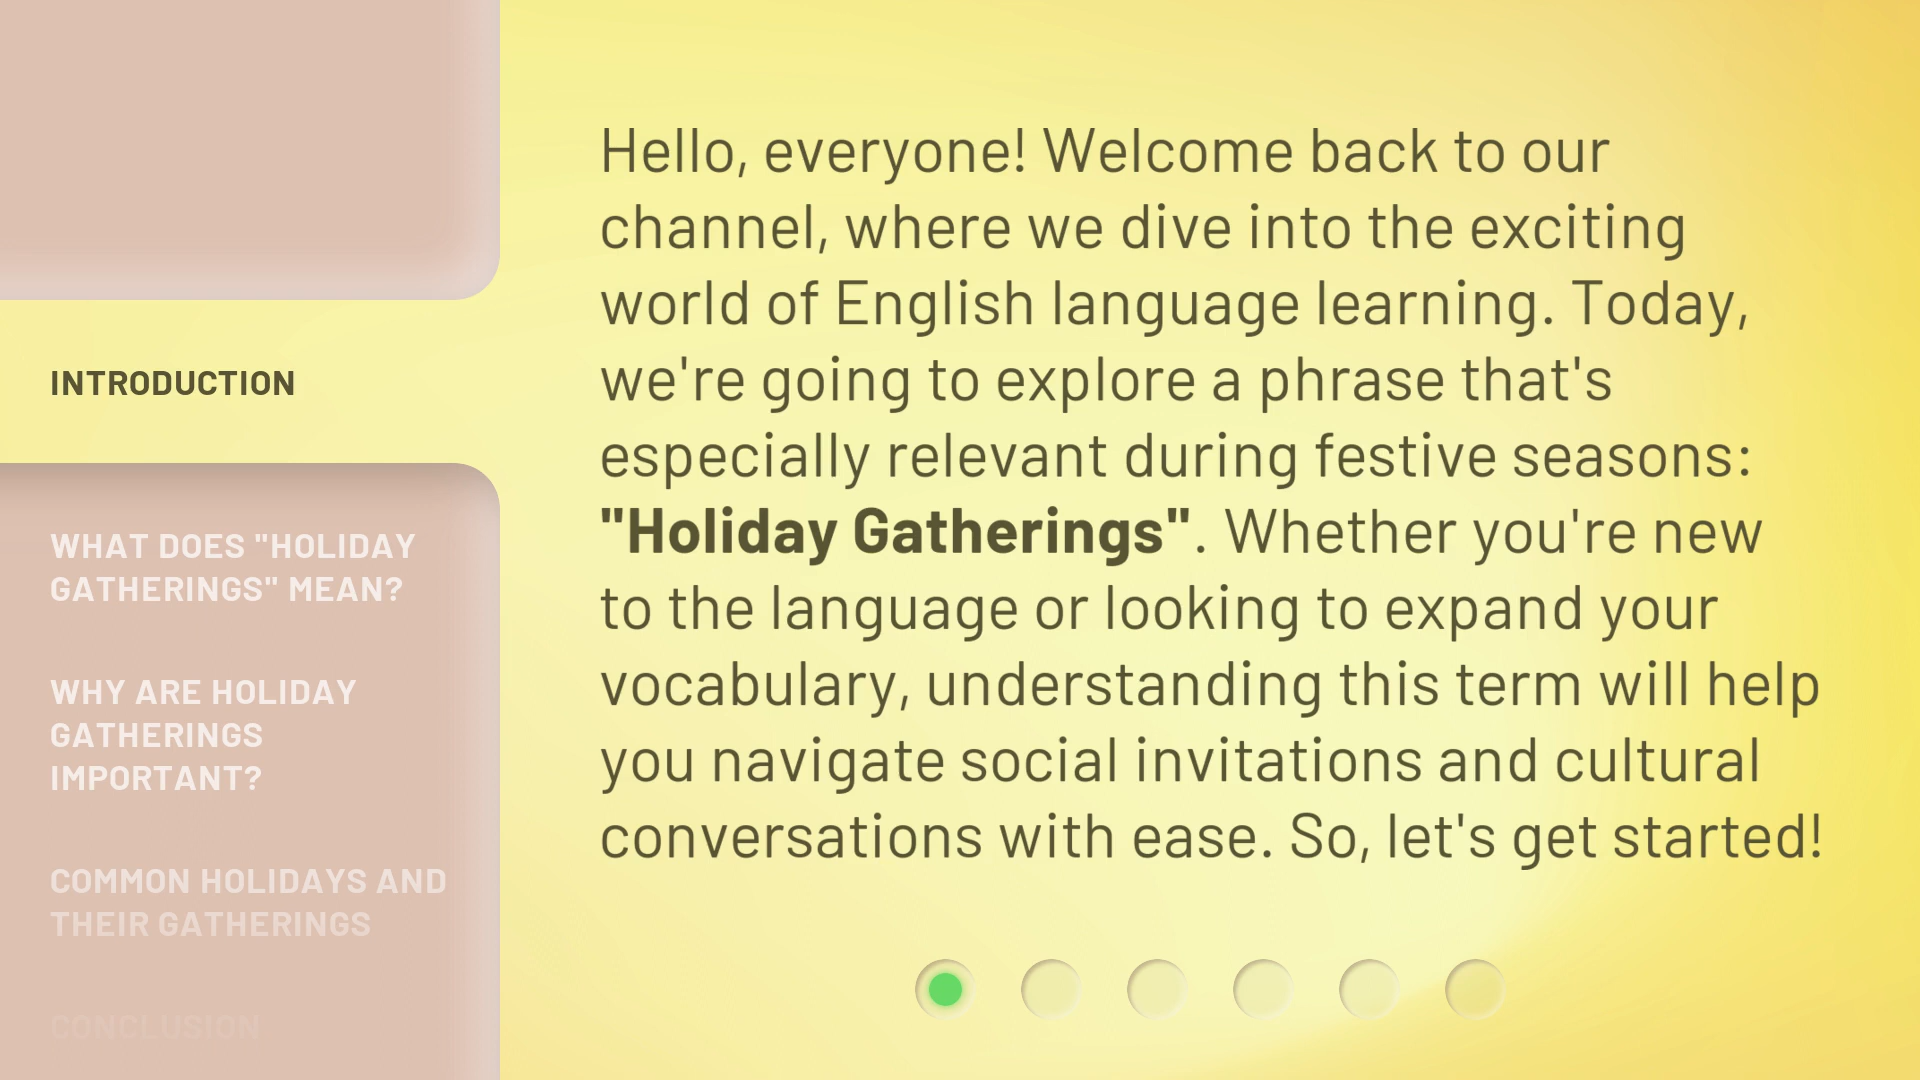 INTRODUCTION
WHAT DOES "HOLIDAY
GATHERINGS" MEAN?
WHY ARE HOLIDAY
GATHERINGS
IMPORTANT?
COMMON HOLIDAYS AND
THEIR GATHERINGS
CONCLUSION
Hello, everyone! Welcome back to our
channel, where we dive into the exciting
world of English language learning. Today,
we're going to explore a phrase that's
especially relevant during festive seasons:
"Holiday Gatherings". Whether you're new
to the language or looking to expand your
vocabulary, understanding this term will help
you navigate social invitations and cultural
conversations with ease. So, let's get started!